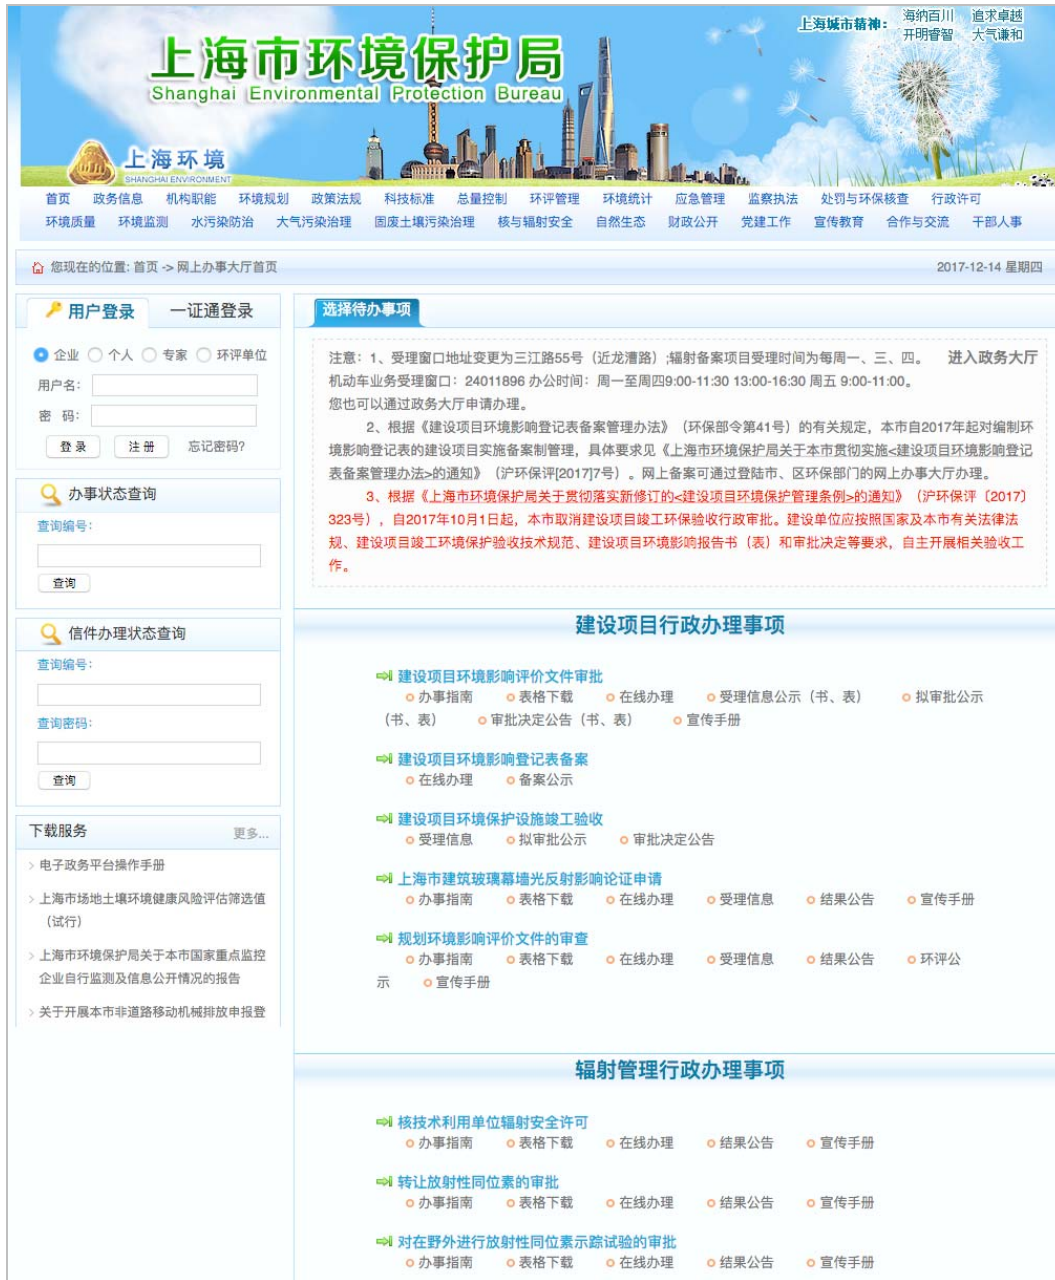 上海城市精神： 海纳百川 追求卓越
开明睿智 大气谦和
上海市环境保护局
Shanghai Environmental Protection Bureau
上海环境
SHANGHAI ENVIRONMENT
首页 政务信息 机构职能 环境规划 政策法规 科技标准 总量控制 环评管理 环境统计 应急管理 监察执法 处罚与环保核查 行政许可
环境质量 环境监测 水污染防治 大气污染治理 固废土壤污染治理 核与辐射安全 自然生态 财政公开 党建工作 宣传教育 合作与交流 干部人事
您现在的位置: 首页 -> 网上办事大厅首页 2017-12-14 星期四
用户登录 一证通登录
企业 个人 专家 环评单位
用户名:
密 码:
登 录 注 册 忘记密码?
办事状态查询
查询编号:
查询
信件办理状态查询
查询编号:
查询密码:
查询
下载服务 更多...
电子政务平台操作手册
上海市场地土壤环境健康风险评估筛选值
（试行）
上海市环境保护局关于本市国家重点监控
企业自行监测及信息公开情况的报告
关于开展本市非道路移动机械排放申报登
选择待办事项
注意：1、受理窗口地址变更为三江路55号（近龙漕路）;辐射备案项目受理时间为每周一、三、四。 进入政务大厅
机动车业务受理窗口：24011896 办公时间：周一至周四9:00-11:30 13:00-16:30 周五 9:00-11:00。
您也可以通过政务大厅申请办理。
2、根据《建设项目环境影响登记表备案管理办法》（环保部令第41号）的有关规定，本市自2017年起对编制环
境影响登记表的建设项目实施备案制管理，具体要求见《上海市环境保护局关于本市贯彻实施<建设项目环境影响登记
表备案管理办法>的通知》（沪环保评[2017]7号）。网上备案可通过登陆市、区环保部门的网上办事大厅办理。
3、根据《上海市环境保护局关于贯彻落实新修订的<建设项目环境保护管理条例>的通知》（沪环保评〔2017〕
323号），自2017年10月1日起，本市取消建设项目竣工环保验收行政审批。建设单位应按照国家及本市有关法律法
规、建设项目竣工环境保护验收技术规范、建设项目环境影响报告书（表）和审批决定等要求，自主开展相关验收工
作。
建设项目行政办理事项
建设项目环境影响评价文件审批
办事指南 表格下载 在线办理 受理信息公示（书、表） 拟审批公示
（书、表） 审批决定公告（书、表） 宣传手册
建设项目环境影响登记表备案
在线办理 备案公示
建设项目环境保护设施竣工验收
受理信息 拟审批公示 审批决定公告
上海市建筑玻璃幕墙光反射影响论证申请
办事指南 表格下载 在线办理 受理信息 结果公告 宣传手册
规划环境影响评价文件的审查
办事指南 表格下载 在线办理 受理信息 结果公告 环评公
示 宣传手册
辐射管理行政办理事项
核技术利用单位辐射安全许可
办事指南 表格下载 在线办理 结果公告 宣传手册
转让放射性同位素的审批
办事指南 表格下载 在线办理 结果公告 宣传手册
对在野外进行放射性同位素示踪试验的审批
办事指南 表格下载 在线办理 结果公告 宣传手册